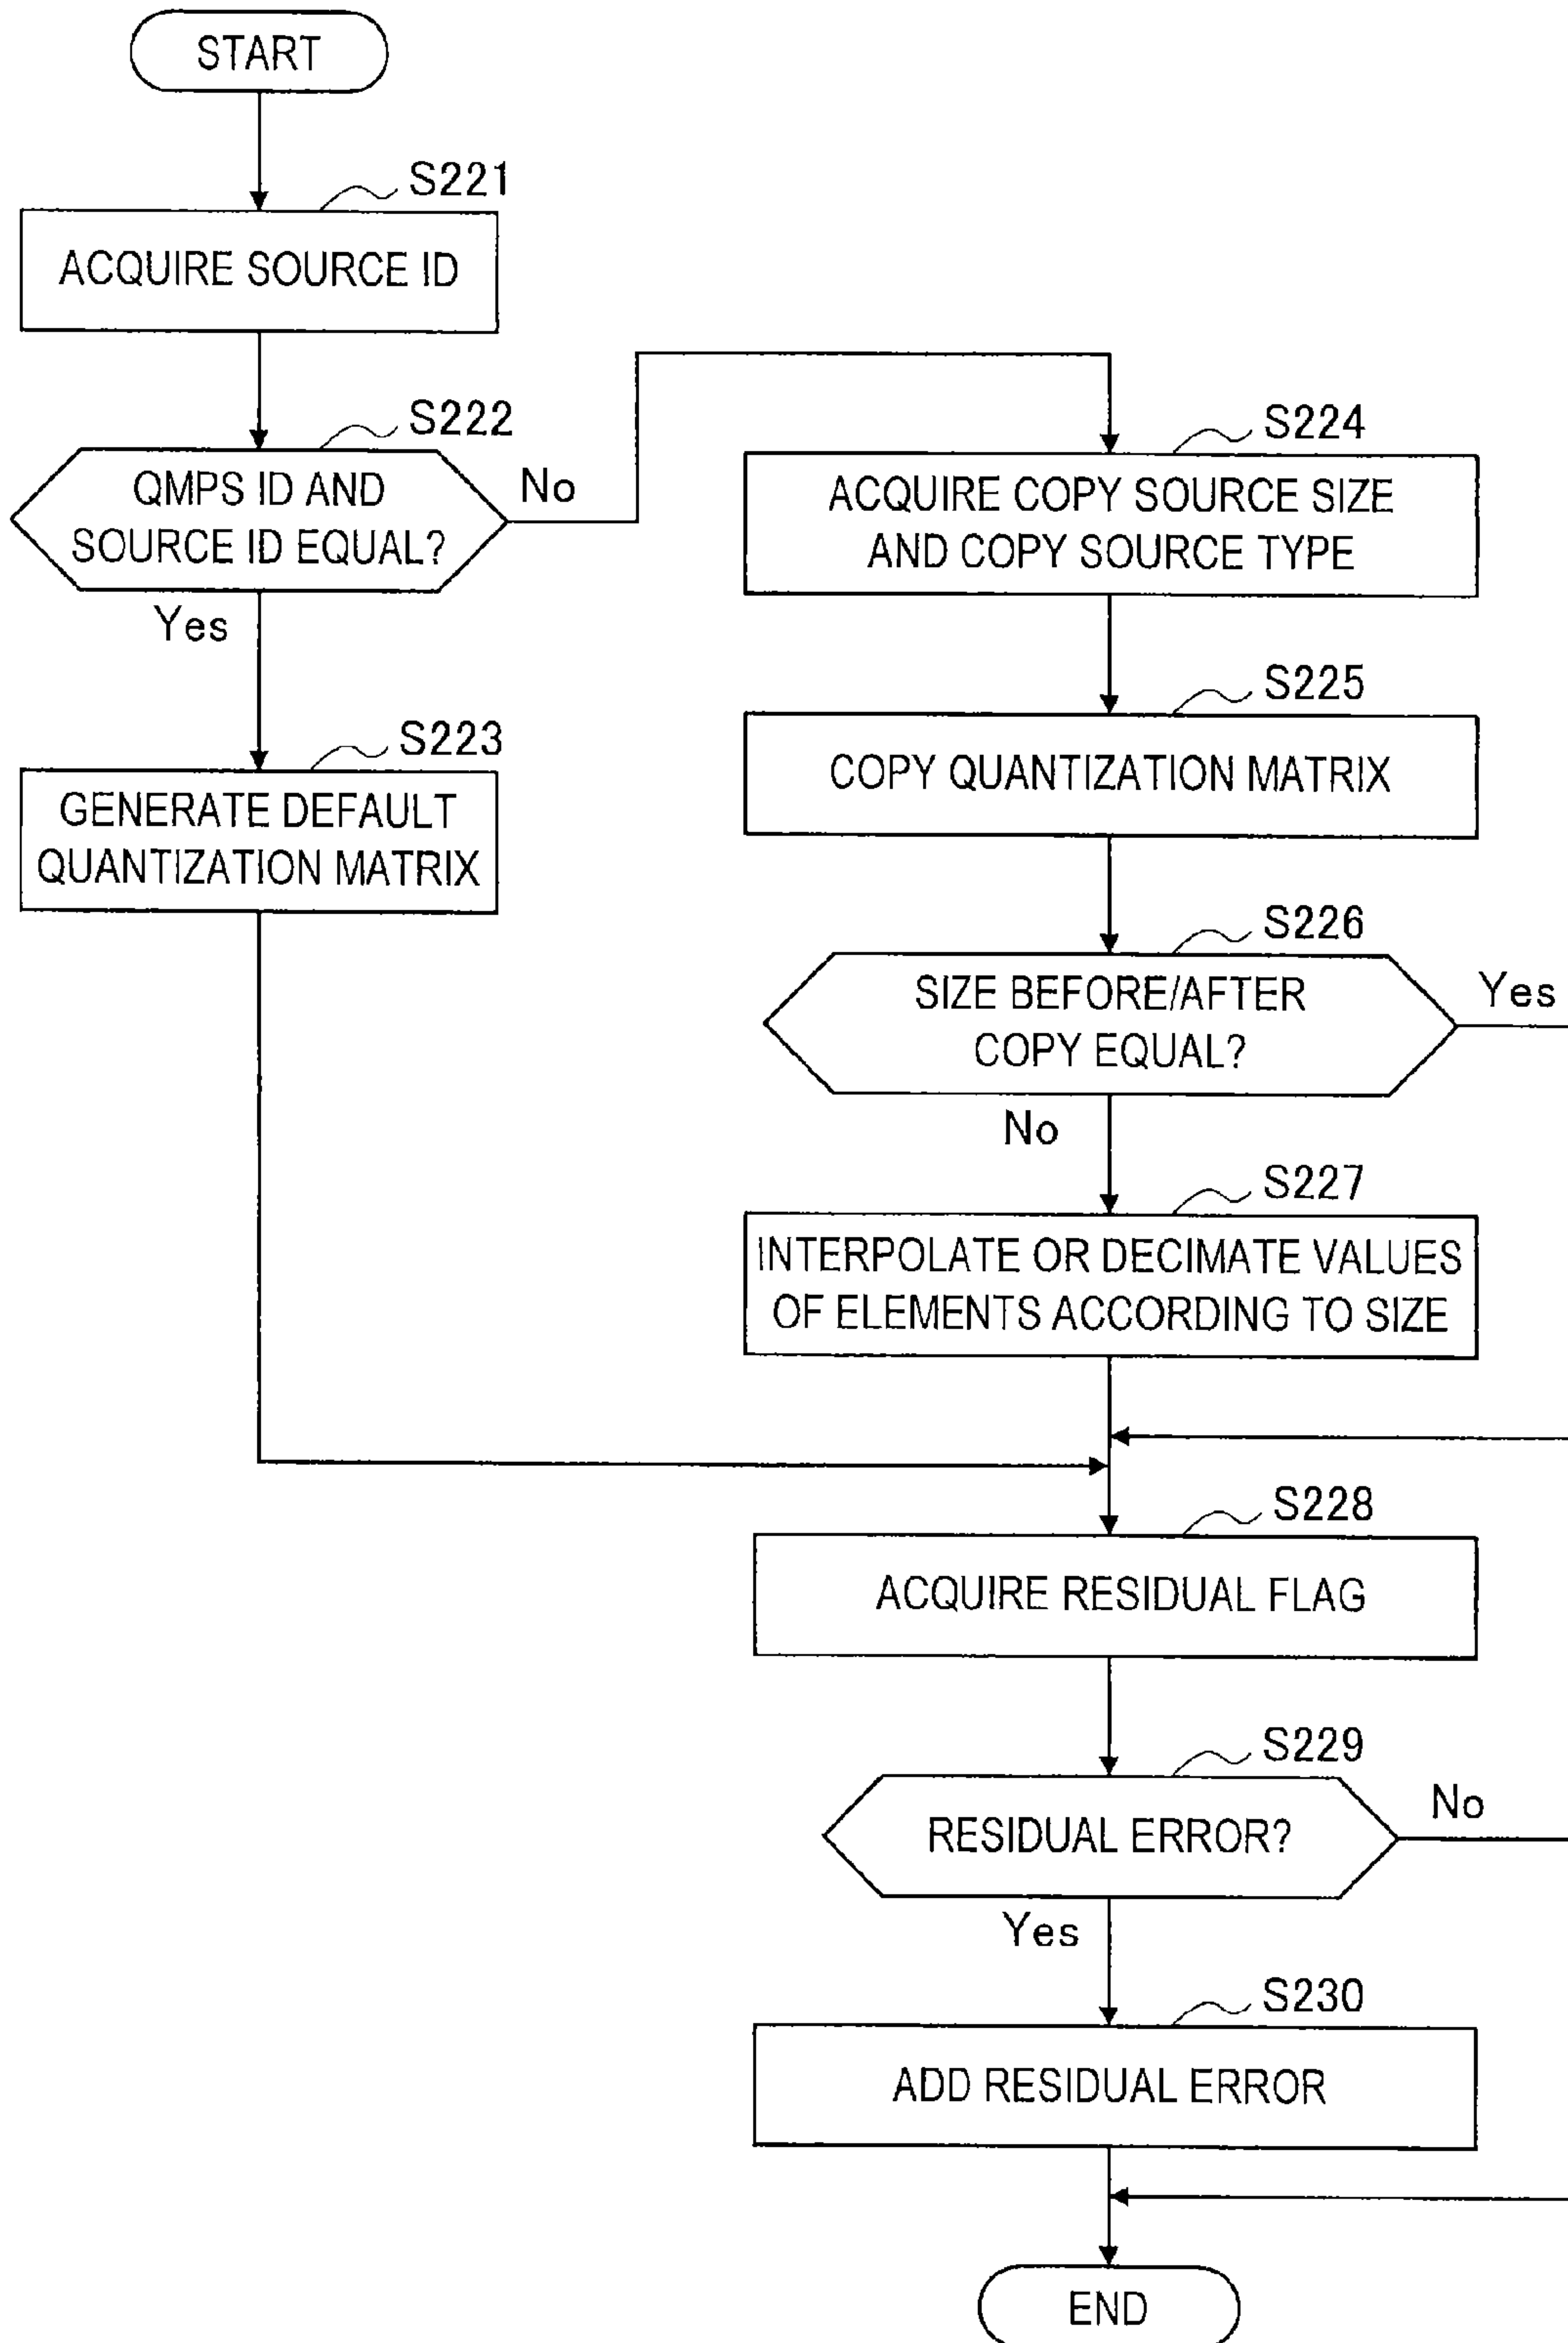 START
S221
ACQUIRE SOURCE ID
S222
QMPS ID AND
SOURCE ID EQUAL?
No
Yes
S223
GENERATE DEFAULT
QUANTIZATION MATRIX
S224
ACQUIRE COPY SOURCE SIZE
AND COPY SOURCE TYPE
S225
COPY QUANTIZATION MATRIX
S226
SIZE BEFORE/AFTER
COPY EQUAL?
Yes
No
S227
INTERPOLATE OR DECIMATE VALUES
OF ELEMENTS ACCORDING TO SIZE
S228
ACQUIRE RESIDUAL FLAG
S229
RESIDUAL ERROR?
No
Yes
S230
ADD RESIDUAL ERROR
END